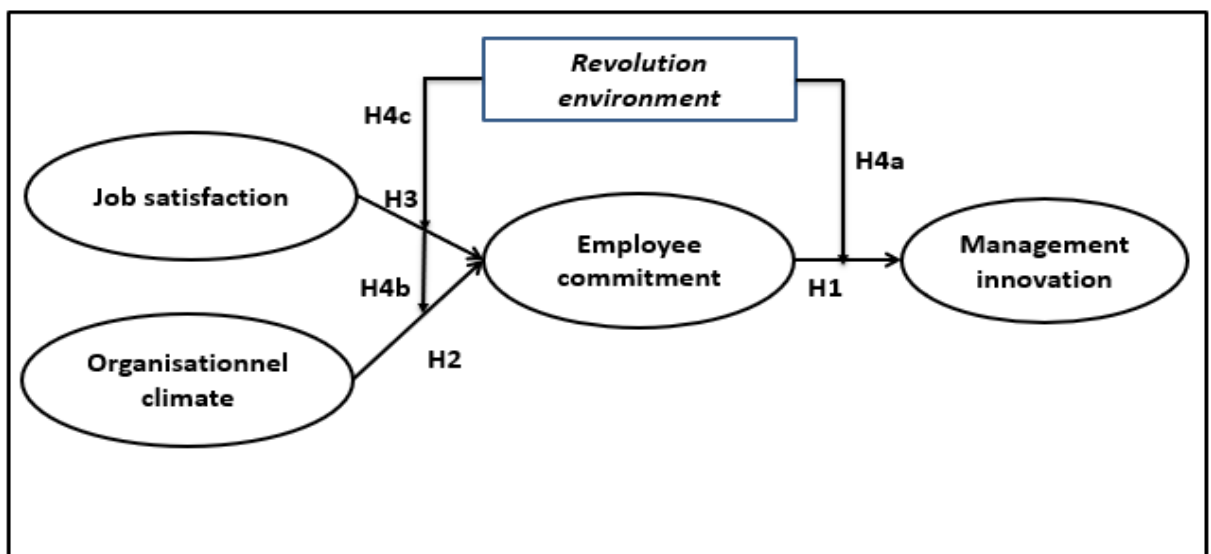 Revolution
environment
H4c
H4a
Job satisfaction
H3
Employee
commitment
Management
innovation
H4b
H1
Organisationnel
climate
H2